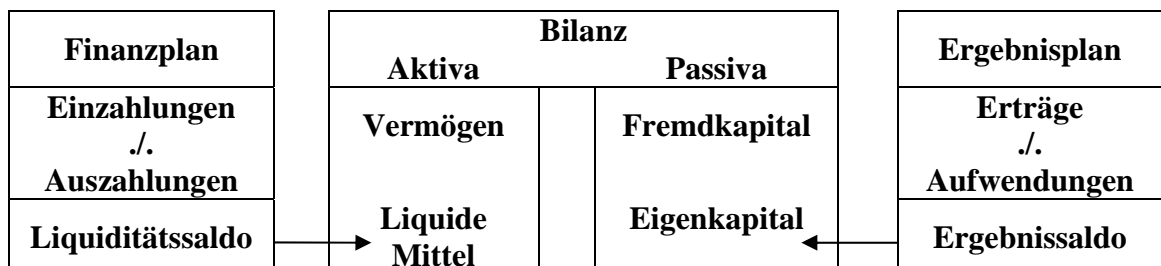 Finanzplan
Einzahlungen
./.
Auszahlungen
Liquiditätssaldo
Bilanz
Aktiva Passiva
Vermögen Fremdkapital
Liquide Eigenkapital
Mittel
Ergebnisplan
Erträge
./.
Aufwendungen
Ergebnissaldo